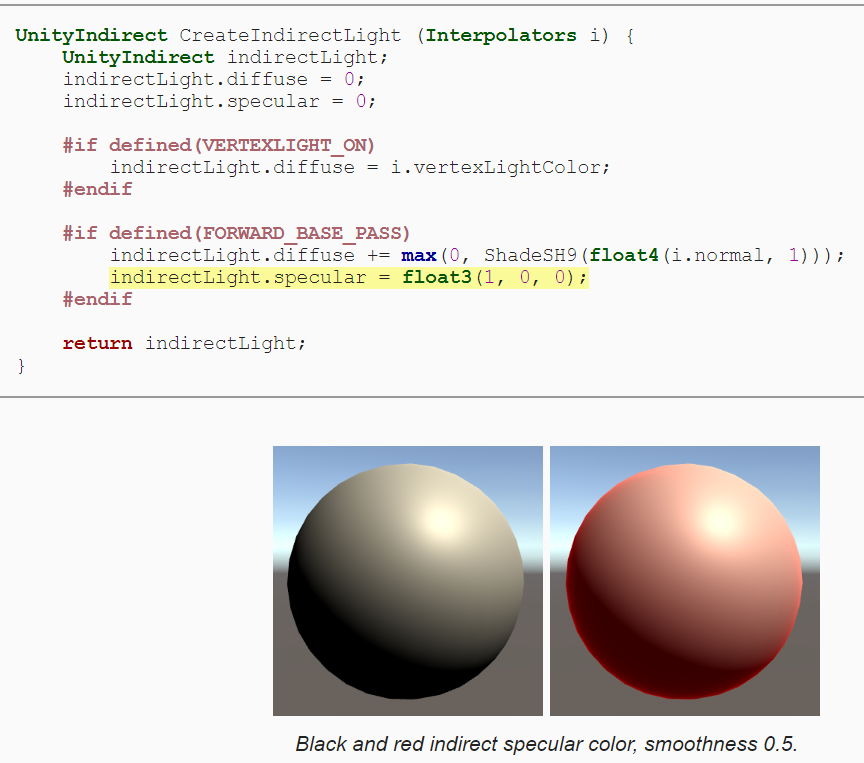 UnityIndirect CreateIndirectLight (Interpolators i) {
UnityIndirect indirectLight;
indirectLight.diffuse = 0;
indirectLight.specular = 0;
#if defined(VERTEXLIGHT_ON)
indirectLight.diffuse = i.vertexLightColor;
#endif
#if defined(FORWARD_BASE_PASS)
indirectLight.diffuse += max(0, ShadeSH9(float4(i.normal, 1)));
indirectLight.specular = float3(1, 0, 0);
#endif
return indirectLight;
}
Black and red indirect specular color, smoothness 0.5.